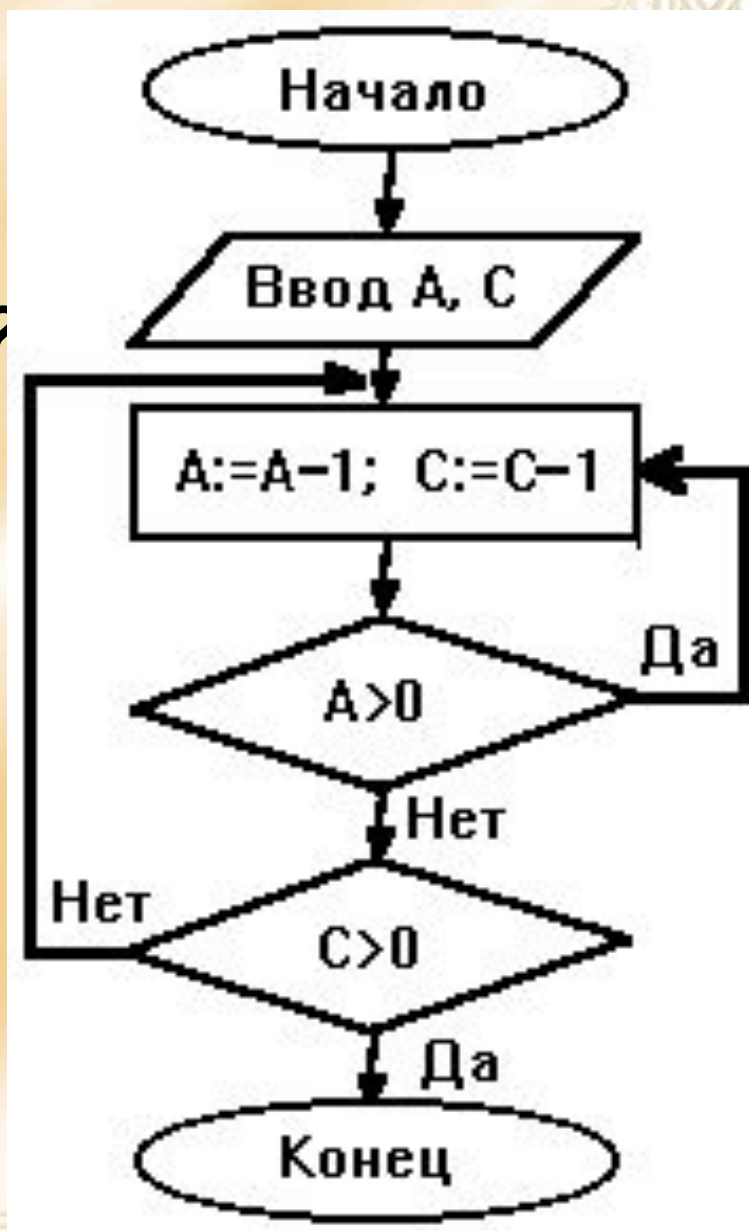 Начало
Ввод A, C
A:=A-1; C:=C-1
A>0
Да
Нет
C>0
Нет
Да
Конец